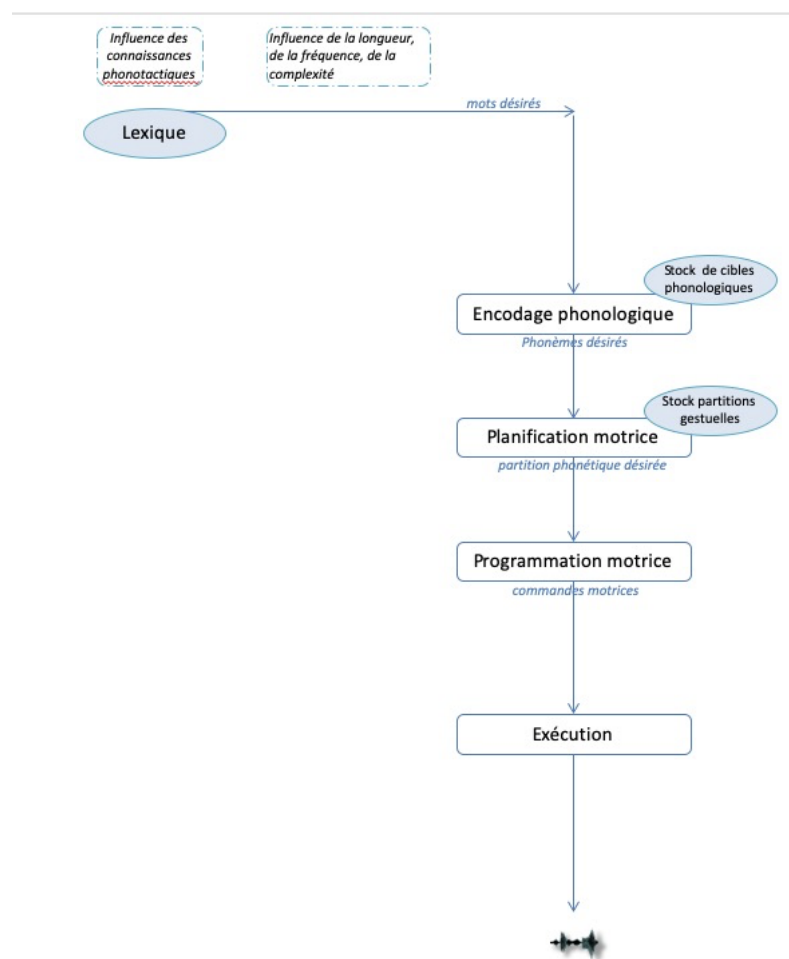 Influence des
connaissances
phonotactiques
Influence de la longueur,
de la fréquence, de la
complexité
mots désirés
Lexique
Stock de cibles
phonologiques
Encodage phonologique
Phonèmes désirés
Stock partitions
gestuelles
Planification motrice
partition phonétique désirée
Programmation motrice
commandes motrices
Exécution